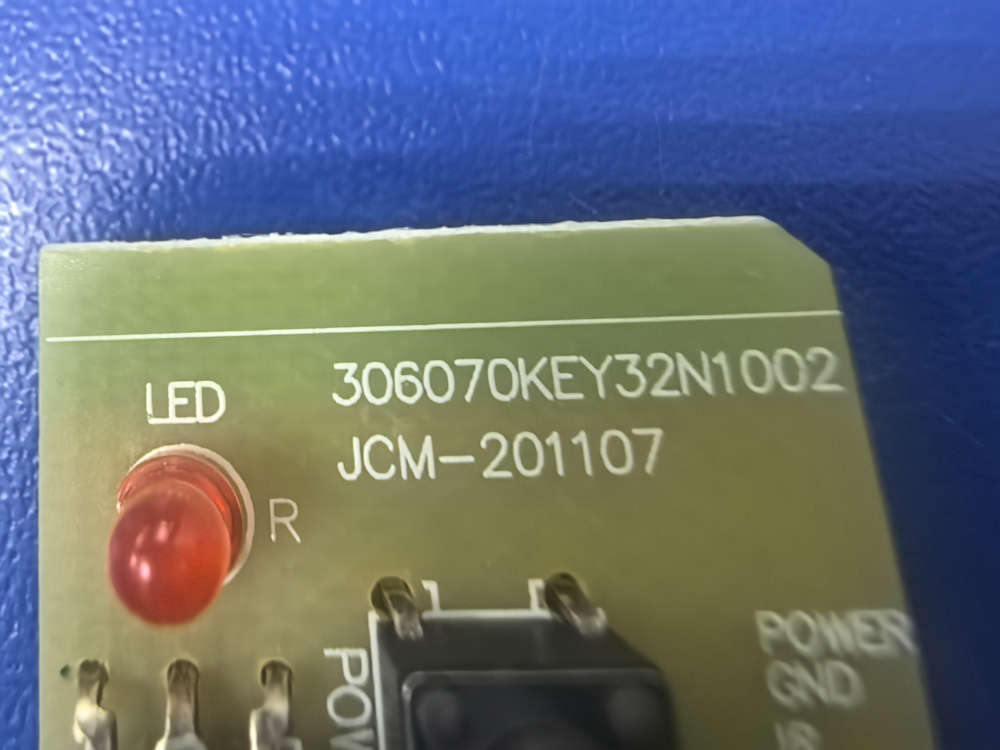 306070KEY32N1002
LED
JCM-201107
R
POWER
GND